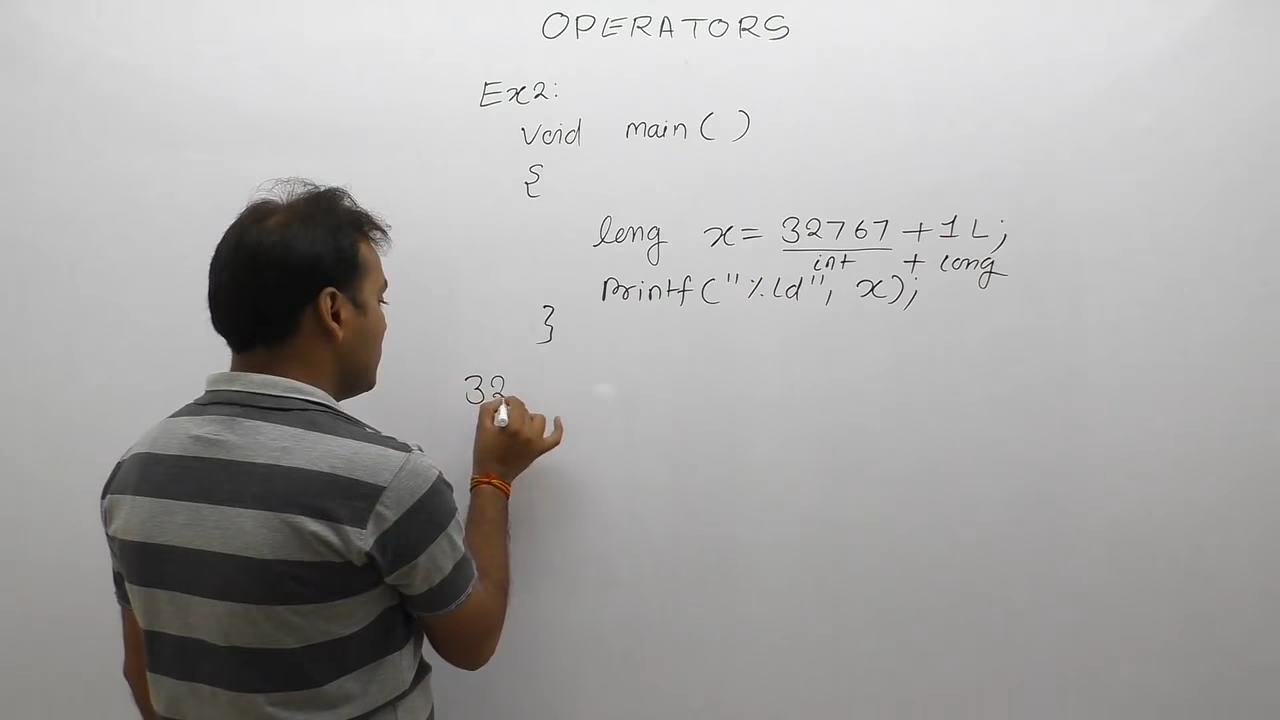 OPERATORS
Ex2:
void main( )
{
long x= 32767 + 1L;
int + long
printf("%ld", x);
}
32